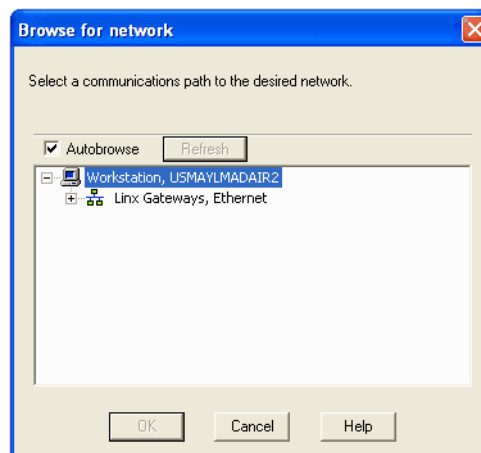 Browse for network
Select a communications path to the desired network.
Autobrowse Refresh
Workstation, USMAYLMADAIR2
Linx Gateways, Ethernet
OK Cancel Help